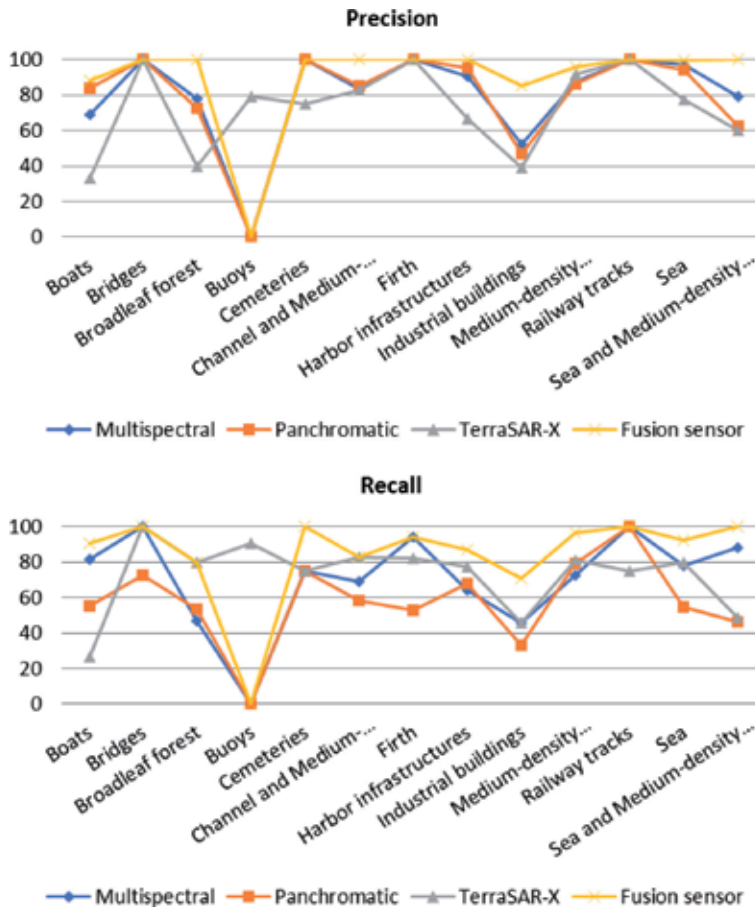 Precision
100
80
60
40
20
0
Boats
Bridges
Broadleaf forest
Buoys
Cemeteries
Channel and Medium-...
Firth
Harbor infrastructures
Industrial buildings
Medium-density...
Railway tracks
Sea
Sea and Medium-density...
Multispectral Panchromatic TerraSAR-X Fusion sensor
Recall
100
80
60
40
20
0
Boats
Bridges
Broadleaf forest
Buoys
Cemeteries
Channel and Medium-...
Firth
Harbor infrastructures
Industrial buildings
Medium-density...
Railway tracks
Sea
Sea and Medium-density...
Multispectral Panchromatic TerraSAR-X Fusion sensor